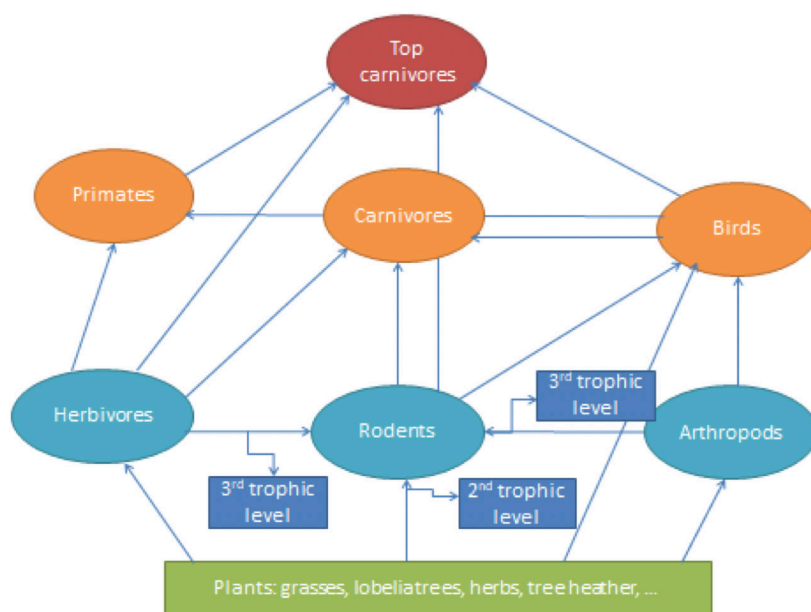 Top
carnivores
Primates
Carnivores
Birds
Herbivores
Rodents
3rd trophic
level
Arthropods
3rd trophic
level
2nd trophic
level
Plants: grasses, lobeliatrees, herbs, tree heather, ...